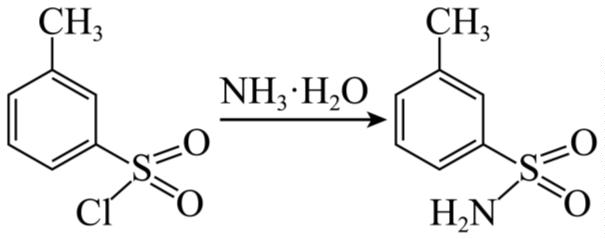 CH₃ CH₃
NH₃·H₂O
O O
S S
O O
Cl H₂N